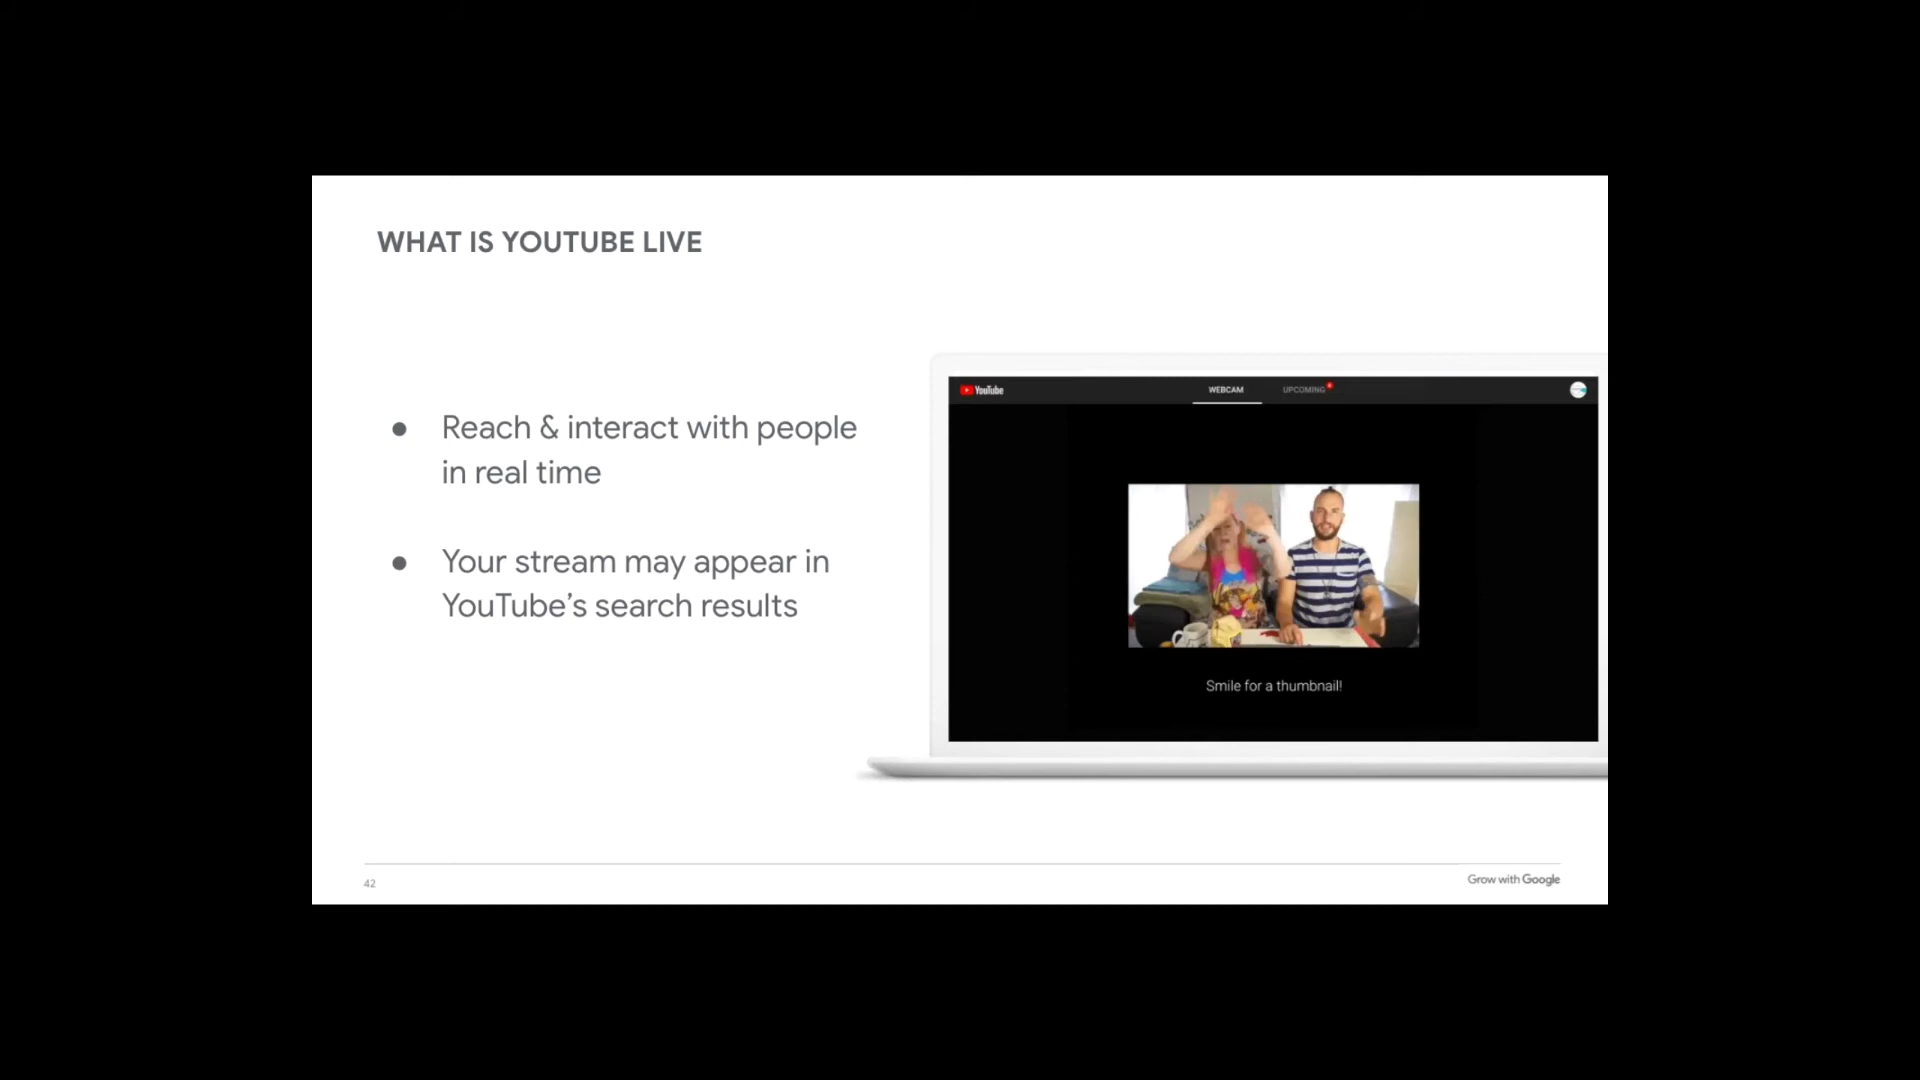 WHAT IS YOUTUBE LIVE
● Reach & interact with people
in real time
● Your stream may appear in
YouTube’s search results
YouTube
WEBCAM
UPCOMING
Smile for a thumbnail!
42
Grow with Google